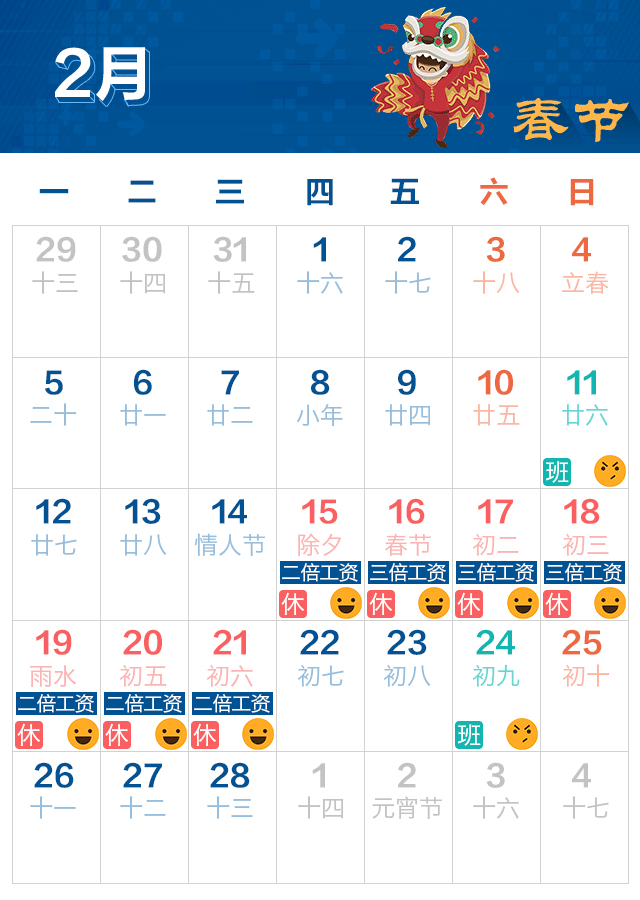 2月
春节
一 二 三 四 五 六 日
29 30 31 1 2 3 4
十三 十四 十五 十六 十七 十八 立春
5 6 7 8 9 10 11
二十 廿一 廿二 小年 廿四 廿五 廿六
班
12 13 14 15 16 17 18
廿七 廿八 情人节 除夕 春节 初二 初三
二倍工资 三倍工资 三倍工资 三倍工资
休 休 休 休
19 20 21 22 23 24 25
雨水 初五 初六 初七 初八 初九 初十
二倍工资 二倍工资 二倍工资
休 休 休 班
26 27 28 1 2 3 4
十一 十二 十三 十四 元宵节 十六 十七